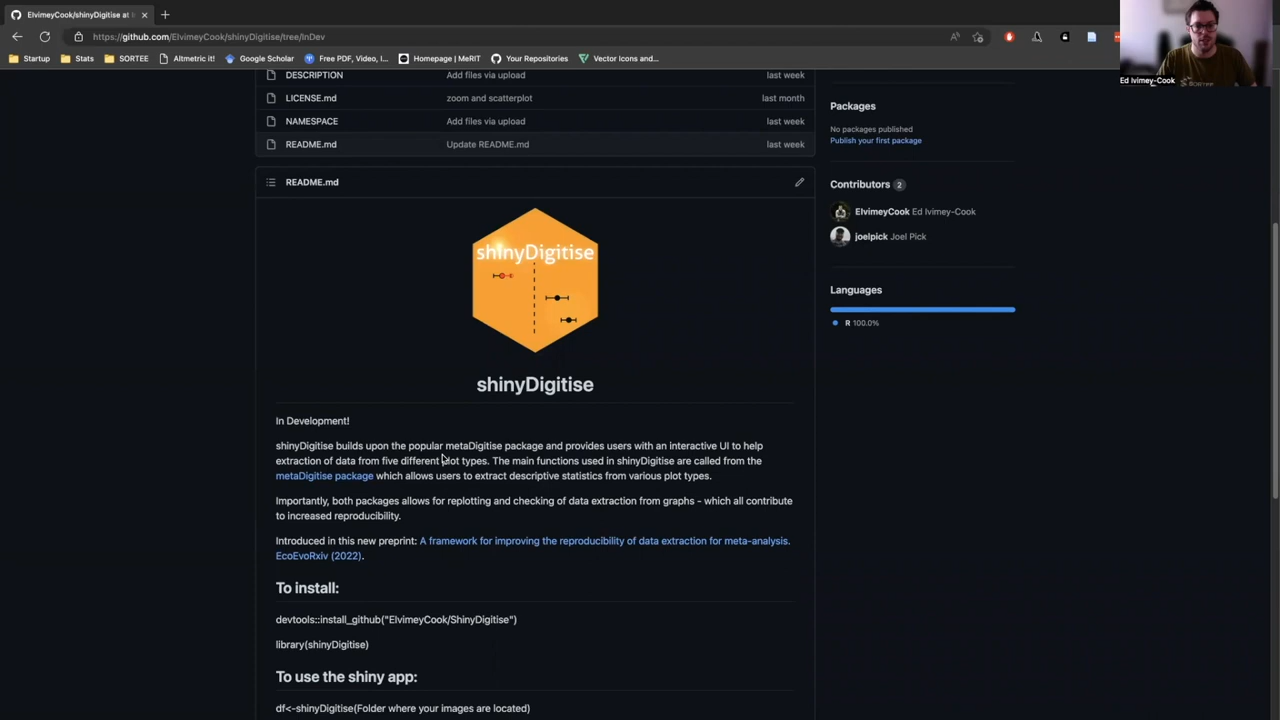 EIvimeyCook/shinyDigitise at I
https://github.com/EIvimeyCook/shinyDigitise/tree/InDev
Startup
Stats
SORTEE
Altmetric it!
Google Scholar
Free PDF, Video, I...
Homepage | MeRIT
Your Repositories
Vector Icons and...
Ed Ivimey-Cook
DESCRIPTION Add files via upload last week
LICENSE.md zoom and scatterplot last month
NAMESPACE Add files via upload last week
README.md Update README.md last week
README.md
shinyDigitise
shinyDigitise
In Development!
shinyDigitise builds upon the popular metaDigitise package and provides users with an interactive UI to help
extraction of data from five different plot types. The main functions used in shinyDigitise are called from the
metaDigitise package which allows users to extract descriptive statistics from various plot types.
Importantly, both packages allows for replotting and checking of data extraction from graphs - which all contribute
to increased reproducibility.
Introduced in this new preprint: A framework for improving the reproducibility of data extraction for meta-analysis.
EcoEvoRxiv (2022).
To install:
devtools::install_github("EIvimeyCook/ShinyDigitise")
library(shinyDigitise)
To use the shiny app:
df<-shinyDigitise(Folder where your images are located)
Packages
No packages published
Publish your first package
Contributors 2
EIvimeyCook Ed Ivimey-Cook
joelpick Joel Pick
Languages
R 100.0%